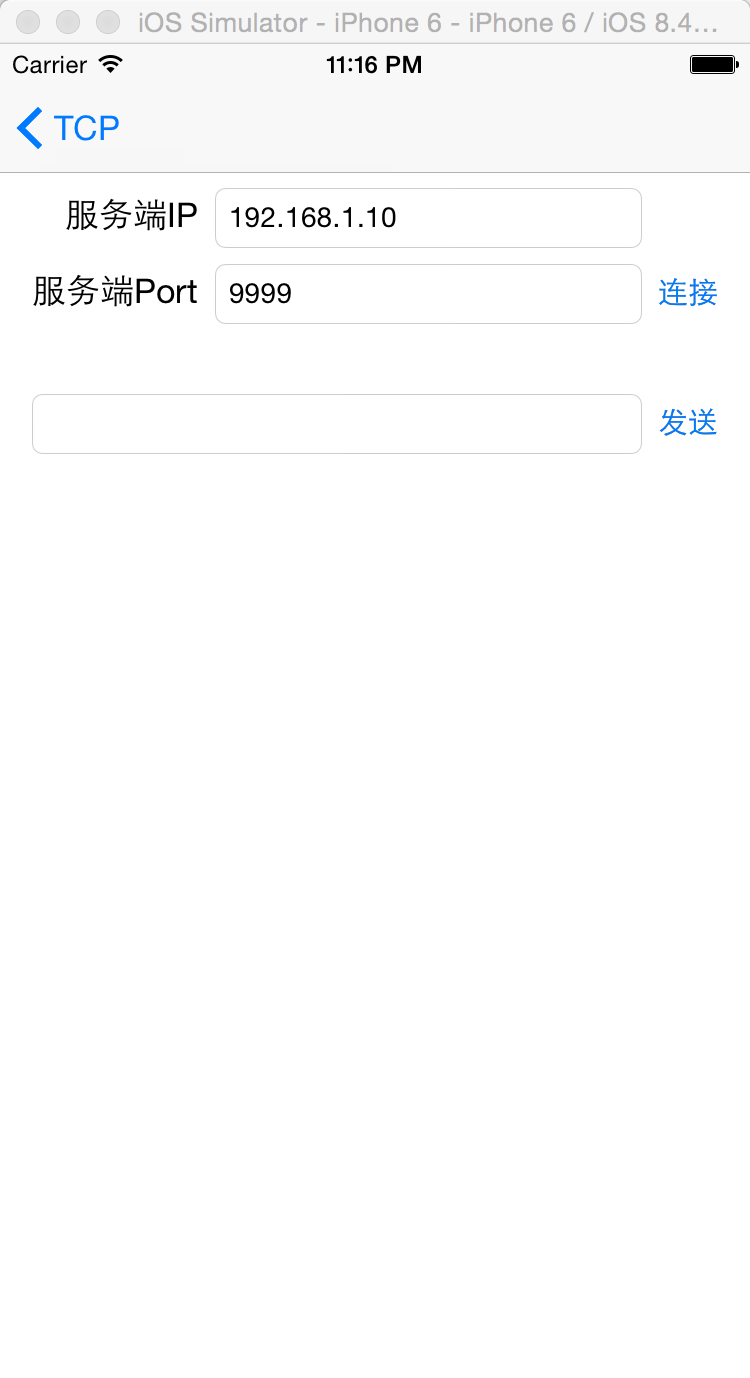 iOS Simulator - iPhone 6 - iPhone 6 / iOS 8.4...
Carrier 11:16 PM
TCP
服务端IP 192.168.1.10
服务端Port 9999 连接
发送